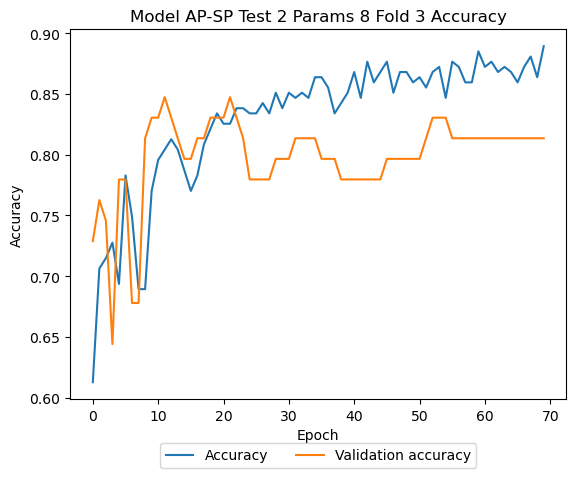 Model AP-SP Test 2 Params 8 Fold 3 Accuracy
0.90
0.85
0.80
0.75
0.70
0.65
0.60
Accuracy
0 10 20 30 40 50 60 70
Epoch
Accuracy Validation accuracy